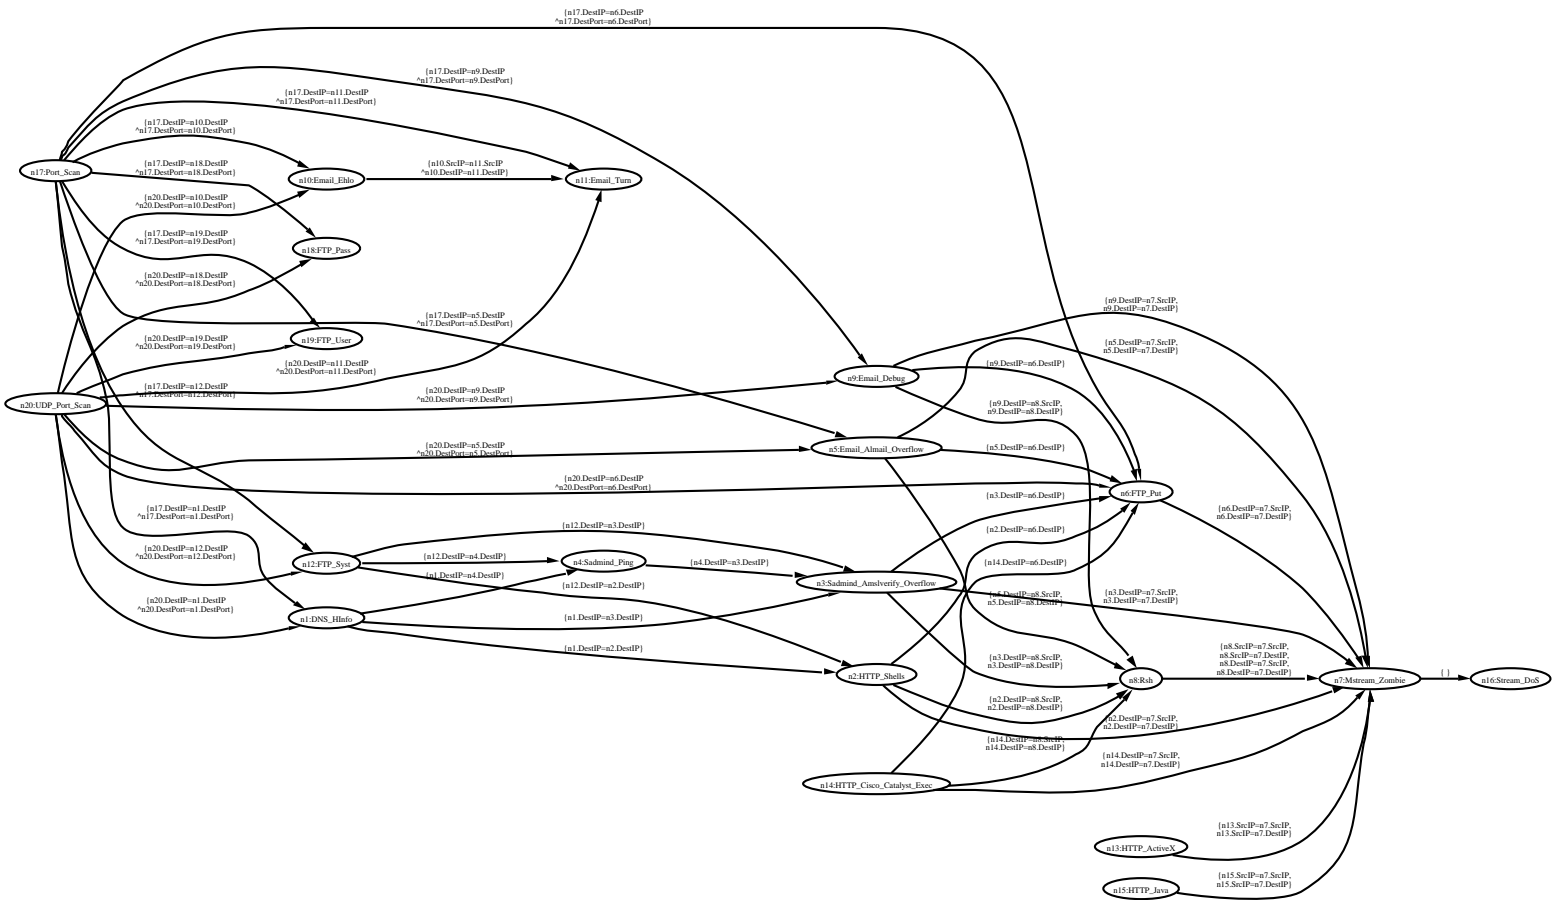 {n17.DestIP=n6.DestIP
^n17.DestPort=n6.DestPort}
{n17.DestIP=n9.DestIP
^n17.DestPort=n9.DestPort}
{n17.DestIP=n11.DestIP
^n17.DestPort=n11.DestPort}
{n17.DestIP=n10.DestIP
^n17.DestPort=n10.DestPort}
n17:Port_Scan
{n17.DestIP=n18.DestIP
^n17.DestPort=n18.DestPort}
n10:Email_Ehlo
{n10.SrcIP=n11.SrcIP
^n10.DestIP=n11.DestIP}
n11:Email_Turn
{n20.DestIP=n10.DestIP
^n20.DestPort=n10.DestPort}
{n17.DestIP=n19.DestIP
^n17.DestPort=n19.DestPort}
n18:FTP_Pass
{n20.DestIP=n18.DestIP
^n20.DestPort=n18.DestPort}
{n17.DestIP=n5.DestIP
^n17.DestPort=n5.DestPort}
{n9.DestIP=n7.SrcIP,
n9.DestIP=n7.DestIP}
{n20.DestIP=n19.DestIP
^n20.DestPort=n19.DestPort}
n19:FTP_User
{n5.DestIP=n7.SrcIP,
n5.DestIP=n7.DestIP}
{n20.DestIP=n11.DestIP
^n20.DestPort=n11.DestPort}
{n9.DestIP=n6.DestIP}
n9:Email_Debug
{n17.DestIP=n12.DestIP
^n17.DestPort=n12.DestPort}
n20:UDP_Port_Scan
{n20.DestIP=n9.DestIP
^n20.DestPort=n9.DestPort}
{n9.DestIP=n8.SrcIP,
n9.DestIP=n8.DestIP}
{n20.DestIP=n5.DestIP
^n20.DestPort=n5.DestPort}
n5:Email_Almail_Overflow
{n5.DestIP=n6.DestIP}
{n20.DestIP=n6.DestIP
^n20.DestPort=n6.DestPort}
n6:FTP_Put
{n3.DestIP=n6.DestIP}
{n17.DestIP=n1.DestIP
^n17.DestPort=n1.DestPort}
{n6.DestIP=n7.SrcIP,
n6.DestIP=n7.DestIP}
{n12.DestIP=n3.DestIP}
{n2.DestIP=n6.DestIP}
{n20.DestIP=n12.DestIP
^n20.DestPort=n12.DestPort}
n12:FTP_Syst
{n12.DestIP=n4.DestIP}
n4:Sadmind_Ping
{n4.DestIP=n3.DestIP}
{n14.DestIP=n6.DestIP}
{n1.DestIP=n4.DestIP}
{n12.DestIP=n2.DestIP}
n3:Sadmind_Amslverify_Overflow
{n5.DestIP=n8.SrcIP,
n5.DestIP=n8.DestIP}
{n3.DestIP=n7.SrcIP,
n3.DestIP=n7.DestIP}
{n20.DestIP=n1.DestIP
^n20.DestPort=n1.DestPort}
n1:DNS_HInfo
{n1.DestIP=n3.DestIP}
{n1.DestIP=n2.DestIP}
{n3.DestIP=n8.SrcIP,
n3.DestIP=n8.DestIP}
{n8.SrcIP=n7.SrcIP,
n8.SrcIP=n7.DestIP,
n8.DestIP=n7.SrcIP,
n8.DestIP=n7.DestIP}
n2:HTTP_Shells
n8:Rsh
n7:Mstream_Zombie
{ }
n16:Stream_DoS
{n2.DestIP=n8.SrcIP,
n2.DestIP=n8.DestIP}
{n2.DestIP=n7.SrcIP,
n2.DestIP=n7.DestIP}
{n14.DestIP=n8.SrcIP,
n14.DestIP=n8.DestIP}
{n14.DestIP=n7.SrcIP,
n14.DestIP=n7.DestIP}
n14:HTTP_Cisco_Catalyst_Exec
{n13.SrcIP=n7.SrcIP,
n13.SrcIP=n7.DestIP}
n13:HTTP_ActiveX
{n15.SrcIP=n7.SrcIP,
n15.SrcIP=n7.DestIP}
n15:HTTP_Java